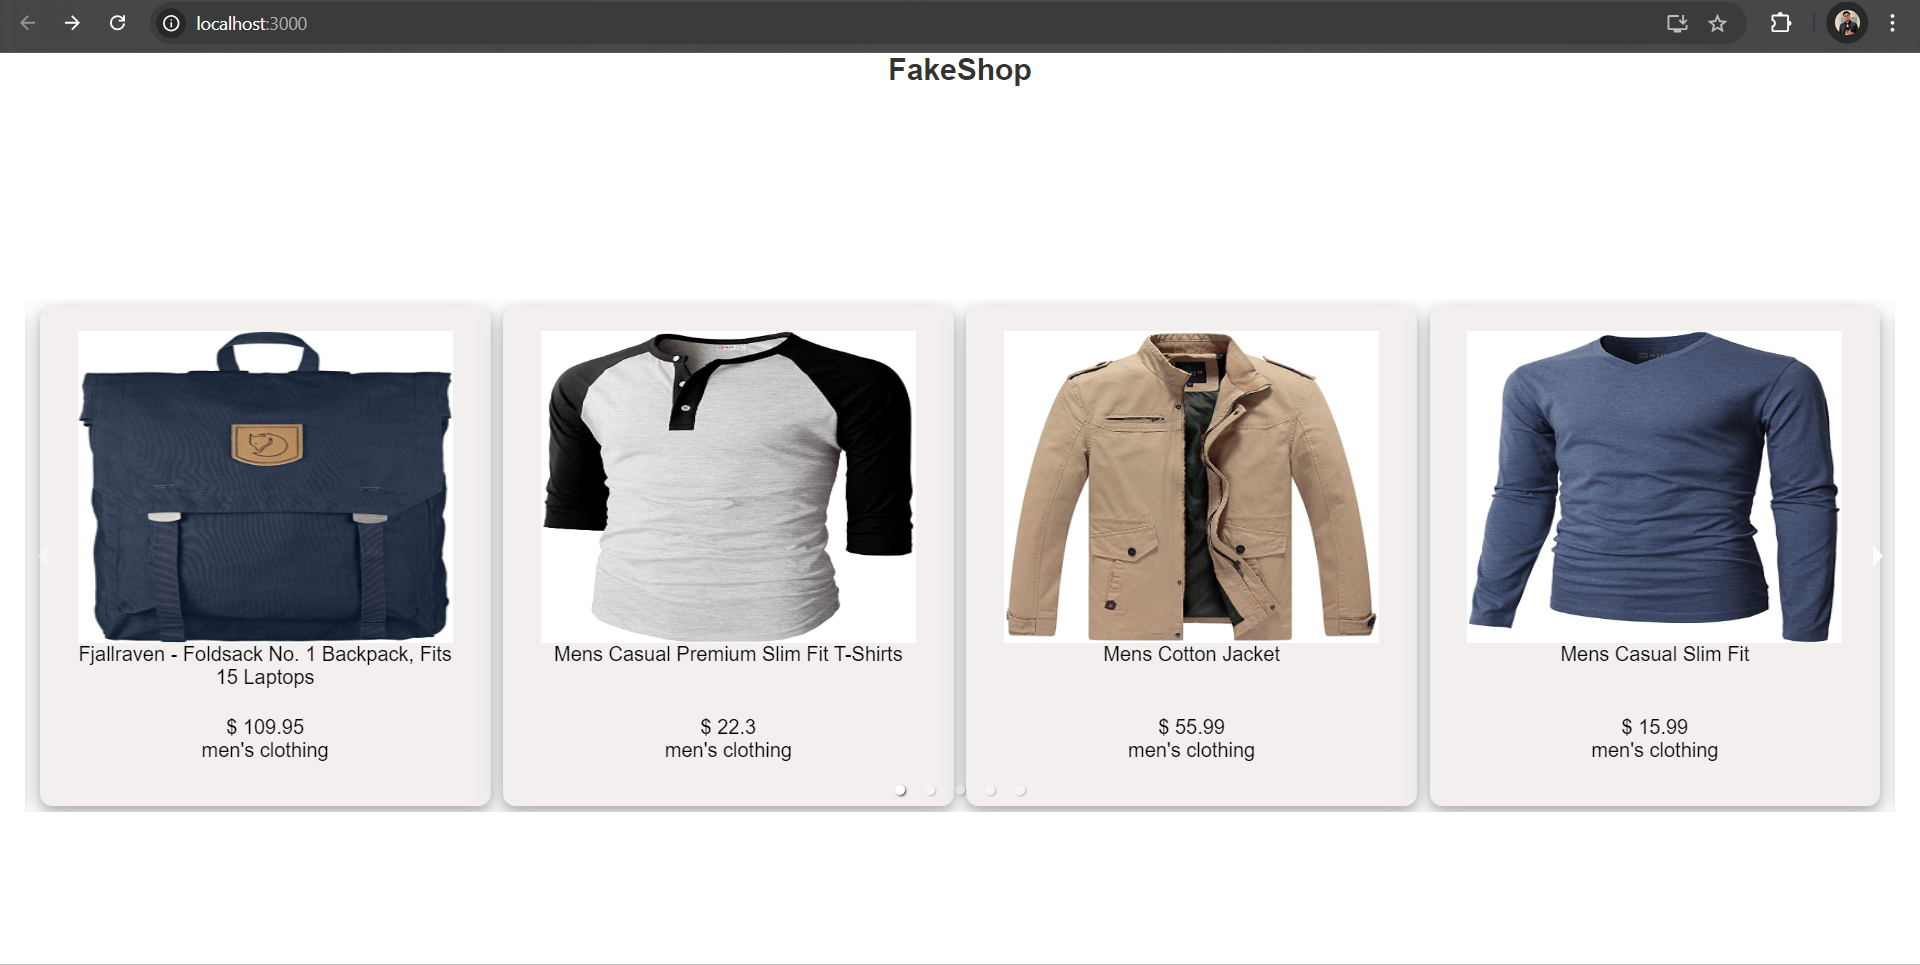 localhost:3000
FakeShop
Fjallraven - Foldsack No. 1 Backpack, Fits
15 Laptops
$ 109.95
men's clothing
Mens Casual Premium Slim Fit T-Shirts
$ 22.3
men's clothing
Mens Cotton Jacket
$ 55.99
men's clothing
Mens Casual Slim Fit
$ 15.99
men's clothing